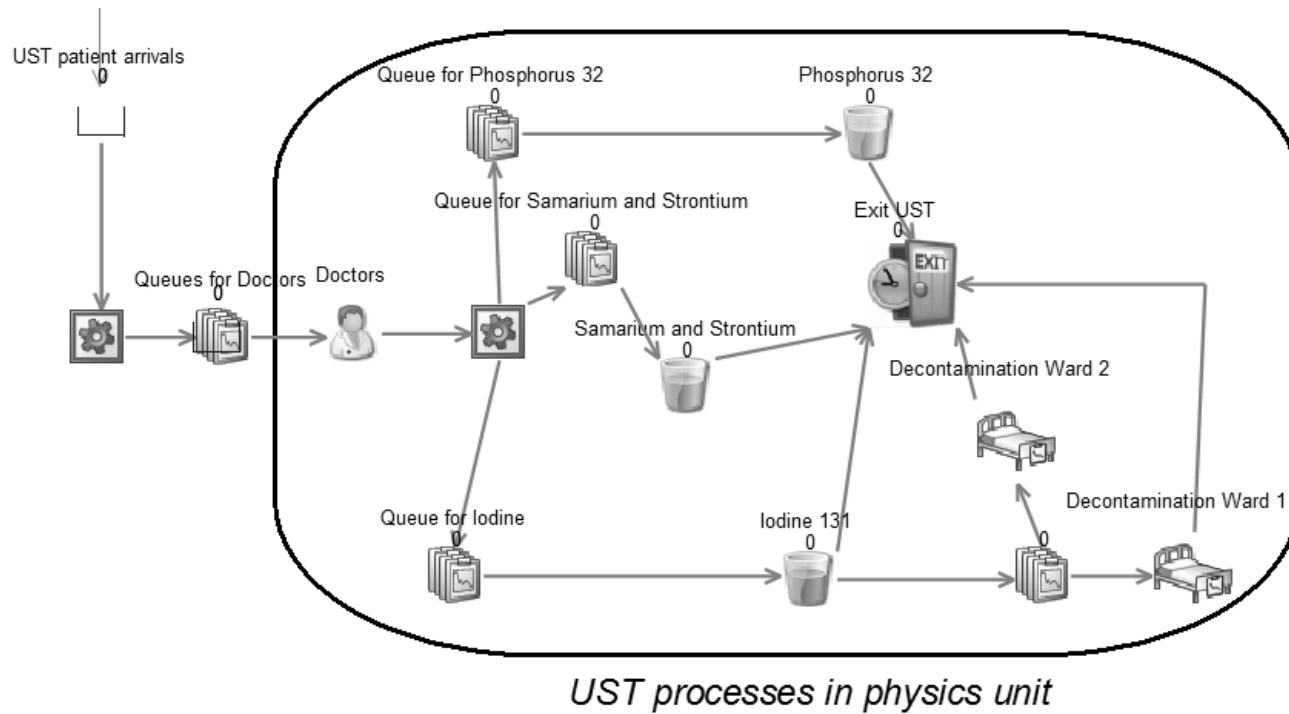 UST patient arrivals
0
Queue for Phosphorus 32
0
Phosphorus 32
0
Queue for Samarium and Strontium
0
Exit UST
0
EXIT
Queues for Doctors
0
Doctors
Samarium and Strontium
0
Decontamination Ward 2
Decontamination Ward 1
Queue for Iodine
0
Iodine 131
0
0
UST processes in physics unit